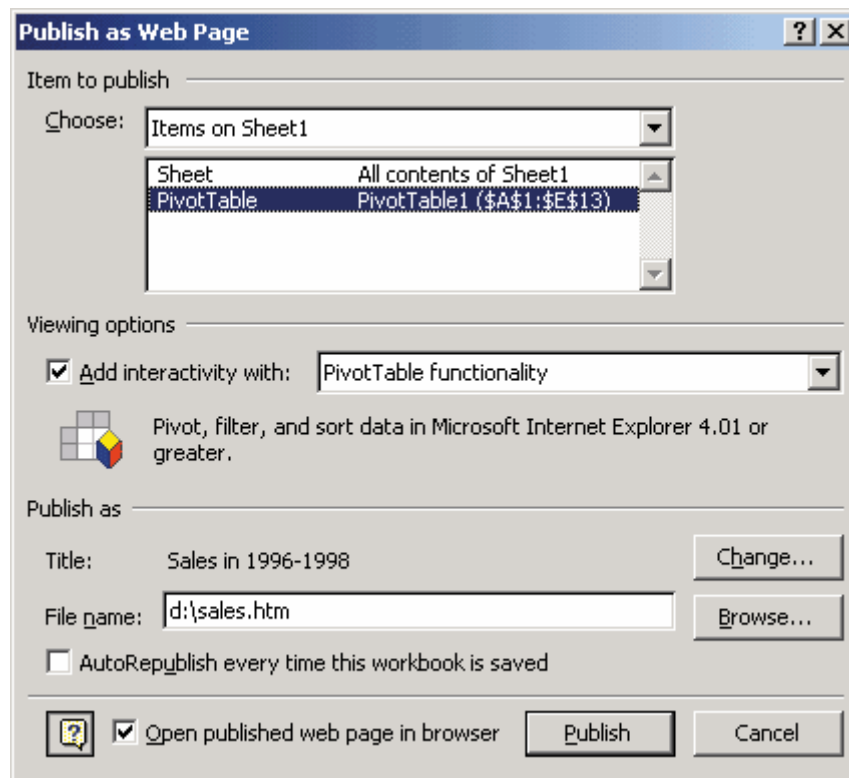 Publish as Web Page
Item to publish
Choose: Items on Sheet1
Sheet All contents of Sheet1
PivotTable PivotTable1 ($A$1:$E$13)
Viewing options
Add interactivity with: PivotTable functionality
Pivot, filter, and sort data in Microsoft Internet Explorer 4.01 or
greater.
Publish as
Title: Sales in 1996-1998 Change...
File name: d:\sales.htm Browse...
AutoRepublish every time this workbook is saved
Open published web page in browser Publish Cancel